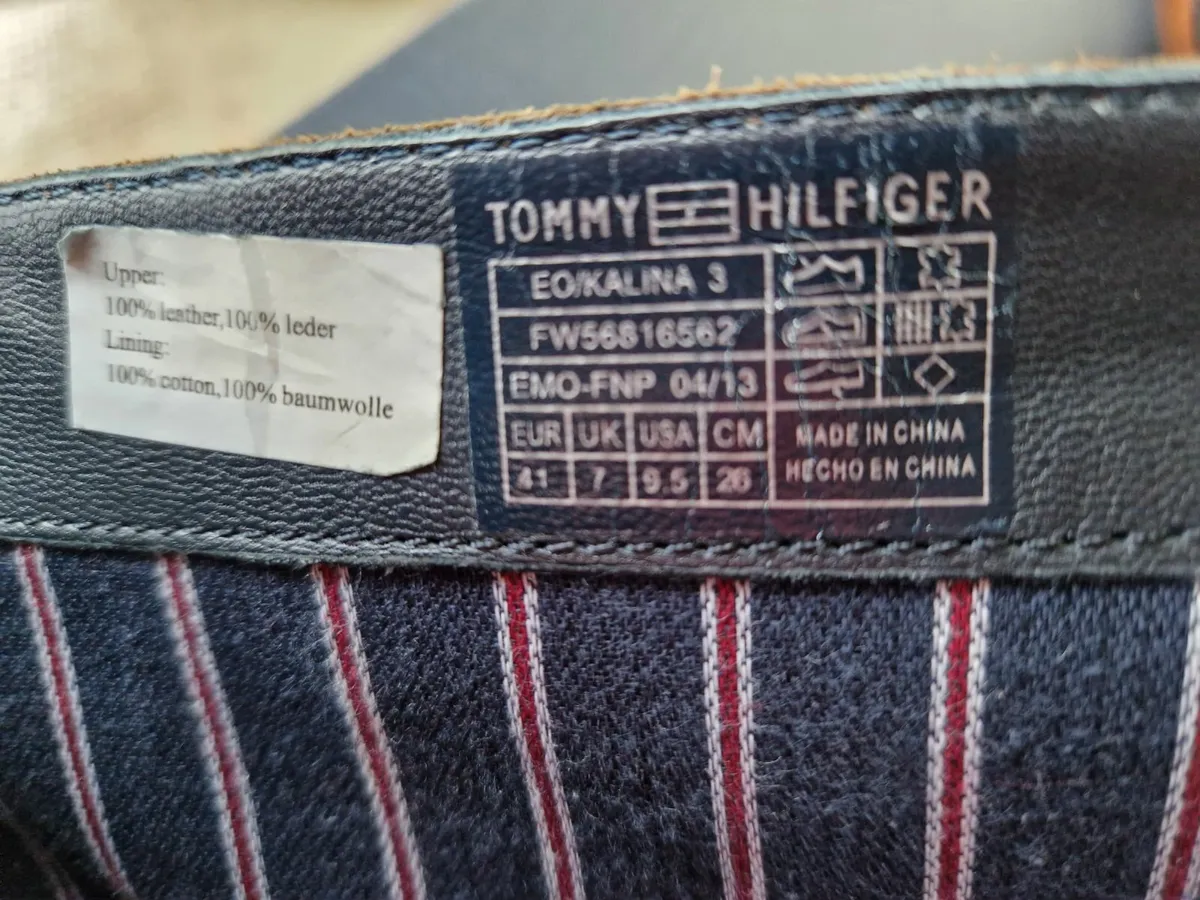 Upper:
100% leather,100% leder
Lining:
100% cotton,100% baumwolle
TOMMY HILFIGER
EO/KALINA 3
FW56816562
EMO-FNP 04/13
EUR UK USA CM
41 7 9.5 26
MADE IN CHINA
HECHO EN CHINA